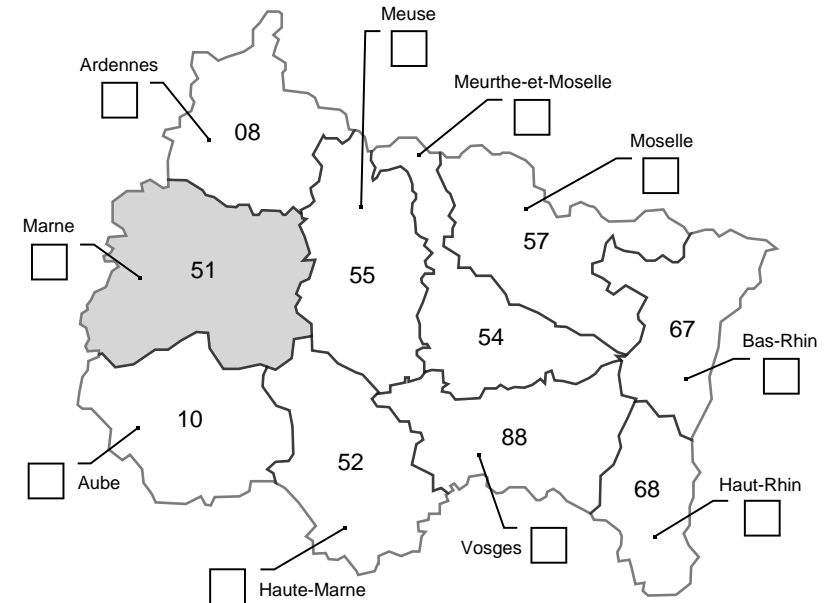 Meuse
Ardennes
Meurthe-et-Moselle
08
Moselle
Marne
51
55
57
54
67
Bas-Rhin
10
88
52
Aube
68
Haut-Rhin
Vosges
Haute-Marne